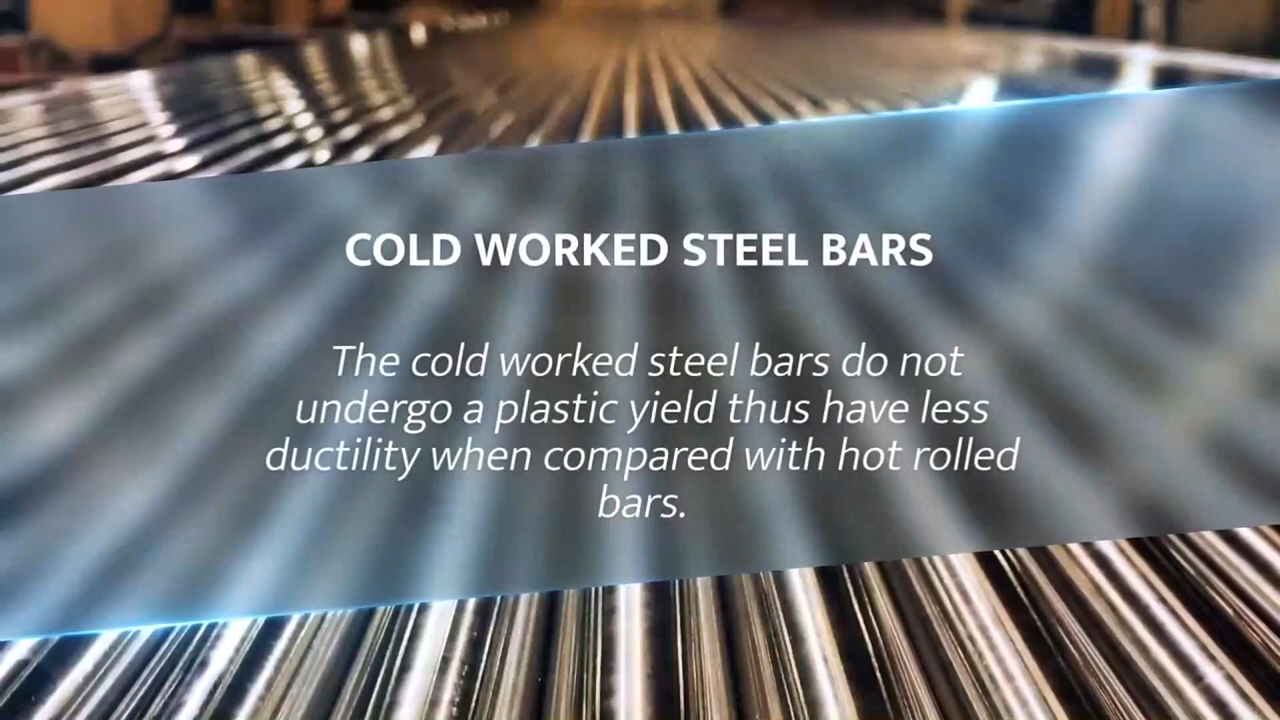 COLD WORKED STEEL BARS
The cold worked steel bars do not
undergo a plastic yield thus have less
ductility when compared with hot rolled
bars.